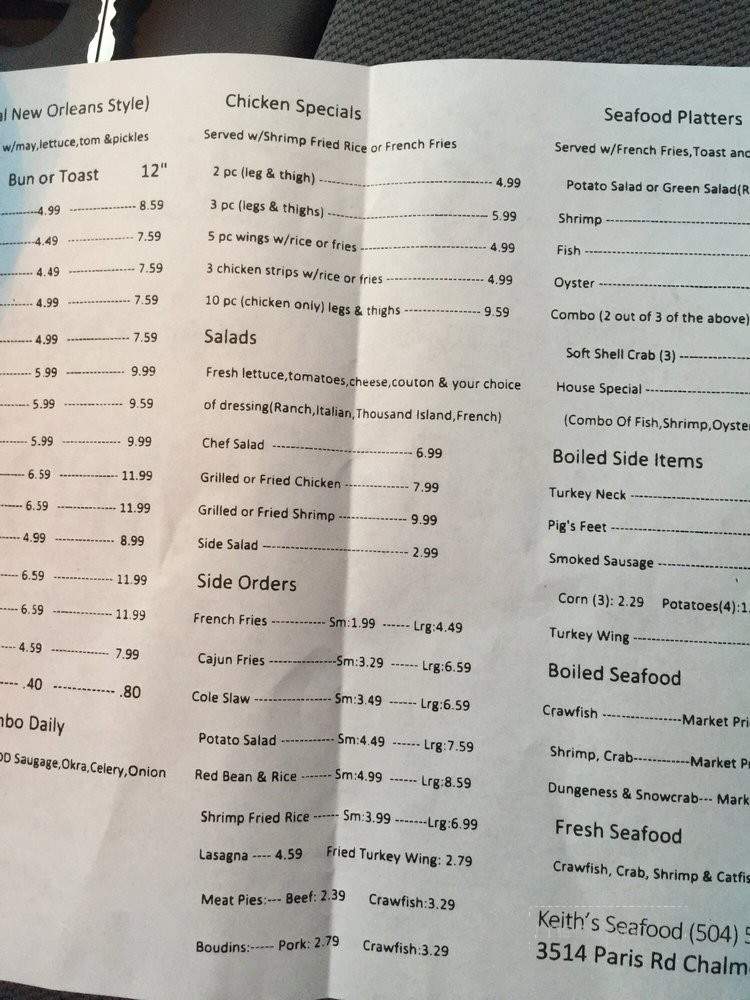 New Orleans Style)
w/may,lettuce,tom &pickles
Bun or Toast 12"
4.99 8.59
4.49 7.59
4.49 7.59
4.99 7.59
4.99 7.59
5.99 9.99
5.99 9.59
5.99 9.99
6.59 11.99
6.59 11.99
4.99 8.99
6.59 11.99
6.59 11.99
4.59 7.99
.40 .80
Daily
Saugage,Okra,Celery,Onion
Chicken Specials
Served w/Shrimp Fried Rice or French Fries
2 pc (leg & thigh) 4.99
3 pc (legs & thighs) 5.99
5 pc wings w/rice or fries 4.99
3 chicken strips w/rice or fries 4.99
10 pc (chicken only) legs & thighs 9.59
Salads
Fresh lettuce,tomatoes,cheese,couton & your choice
of dressing(Ranch,Italian,Thousand Island,French)
Chef Salad 6.99
Grilled or Fried Chicken 7.99
Grilled or Fried Shrimp 9.99
Side Salad 2.99
Side Orders
French Fries Sm:1.99 Lrg:4.49
Cajun Fries Sm:3.29 Lrg:6.59
Cole Slaw Sm:3.49 Lrg:6.59
Potato Salad Sm:4.49 Lrg:7.59
Red Bean & Rice Sm:4.99 Lrg:8.59
Shrimp Fried Rice Sm:3.99 Lrg:6.99
Lasagna ---- 4.59 Fried Turkey Wing: 2.79
Meat Pies:--- Beef: 2.39 Crawfish:3.29
Boudins:----- Pork: 2.79 Crawfish:3.29
Seafood Platters
Served w/French Fries,Toast and
Potato Salad or Green Salad(R
Shrimp
Fish
Oyster
Combo (2 out of 3 of the above)
Soft Shell Crab (3)
House Special
(Combo Of Fish,Shrimp,Oyster
Boiled Side Items
Turkey Neck
Pig's Feet
Smoked Sausage
Corn (3): 2.29 Potatoes(4):1.
Turkey Wing
Boiled Seafood
Crawfish Market
Shrimp, Crab Market
Dungeness & Snowcrab---
Fresh Seafood
Crawfish, Crab, Shrimp &
Keith's Seafood (504)
3514 Paris Rd